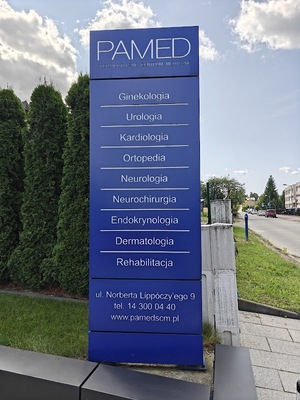 PAMED
Ginekologia
Urologia
Kardiologia
Ortopedia
Neurologia
Neurochirurgia
Endokrynologia
Dermatologia
Rehabilitacja
ul. Norberta Lippóczy'ego 9
tel. 14 300 04 40
www.pamedscm.pl